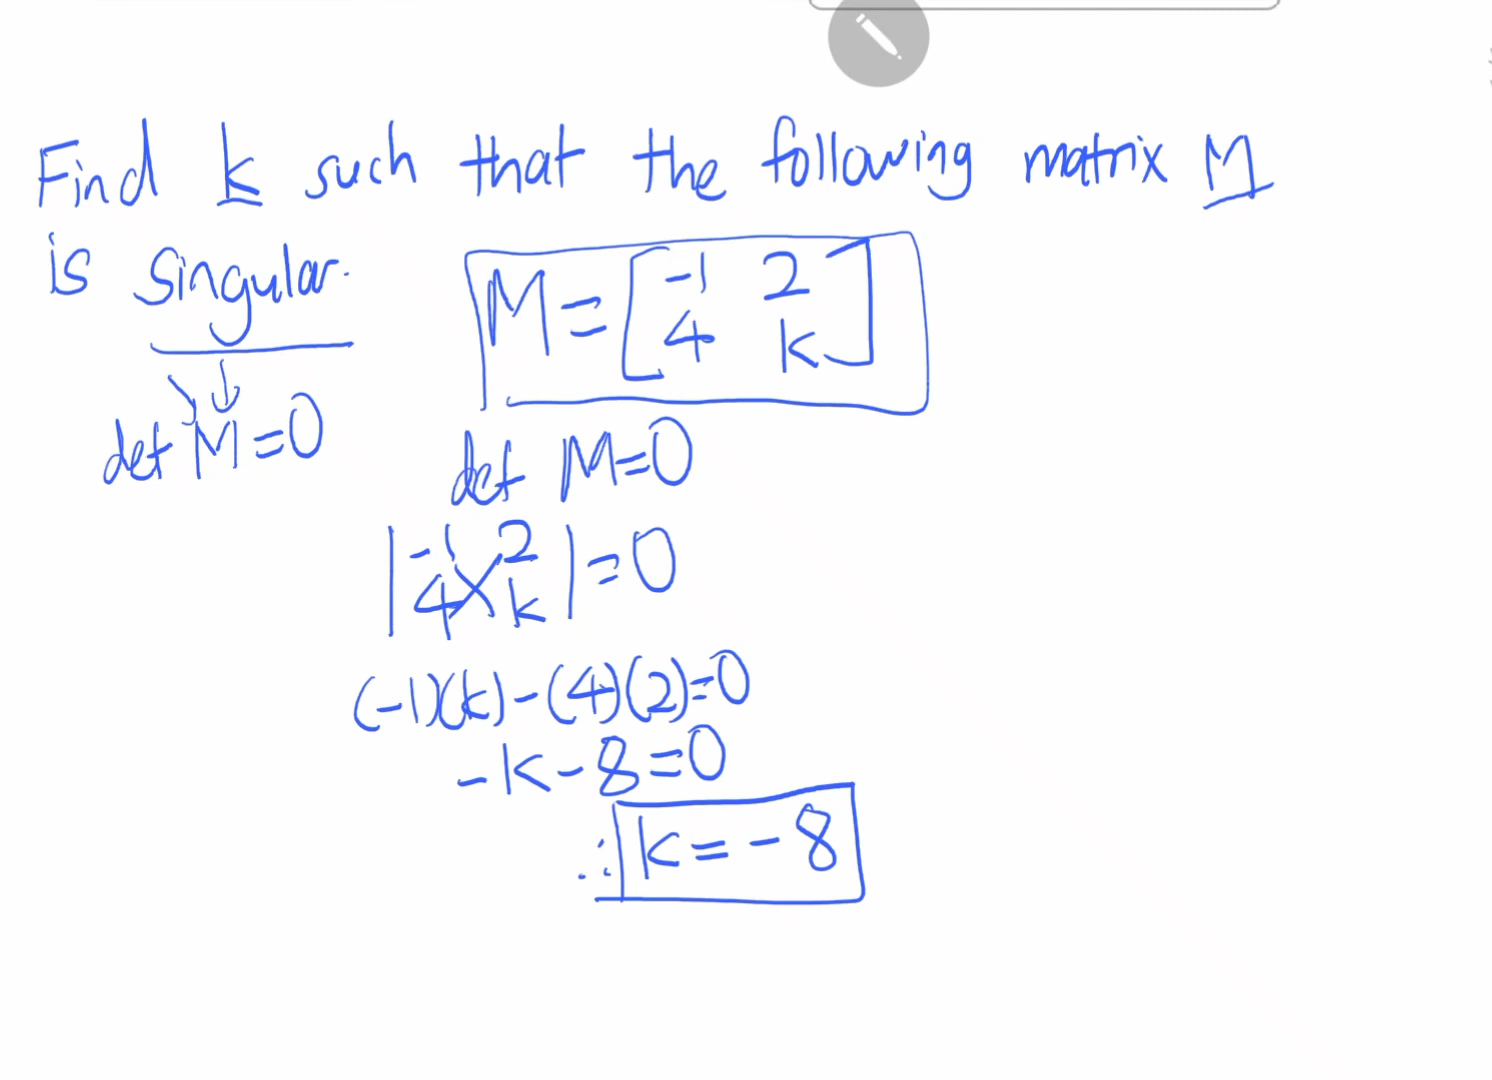 Find k such that the following matrix M
is singular.
M = [-1 2
4 k]
det M = 0
det M = 0
|-1 2
4 k| = 0
(-1)(k) - (4)(2) = 0
-k - 8 = 0
∴ k = -8